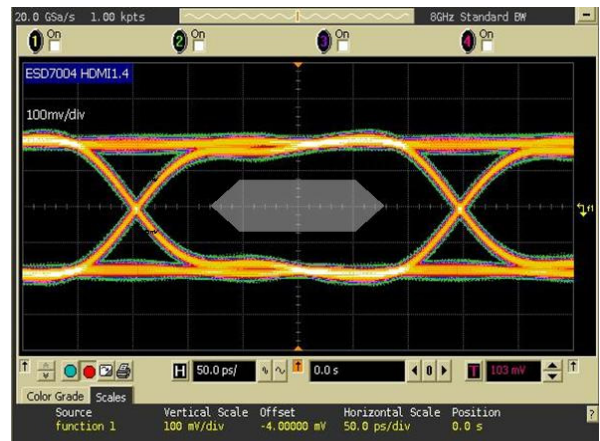 20.0 GSa/s 1.00 kpts 8GHz Standard BW
1 On 2 On 3 On 4 On
ESD7004 HDMI1.4
100mv/div
f1
H 50.0 ps/ 0.0 s 0 T 103 mV
Color Grade Scales
Source Vertical Scale Offset Horizontal Scale Position
function 1 100 mV/div -4.00000 mV 50.0 ps/div 0.0 s
?